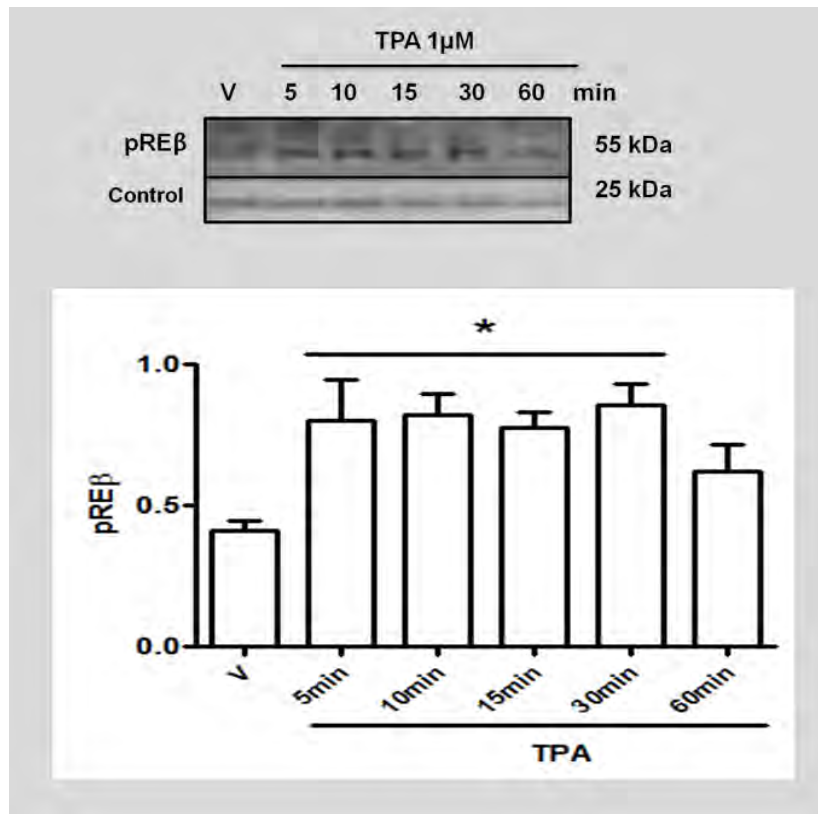 TPA 1µM
V 5 10 15 30 60 min
pREβ 55 kDa
Control 25 kDa
*
1.0
0.5
0.0
pREβ
V 5min 10min 15min 30min 60min
TPA